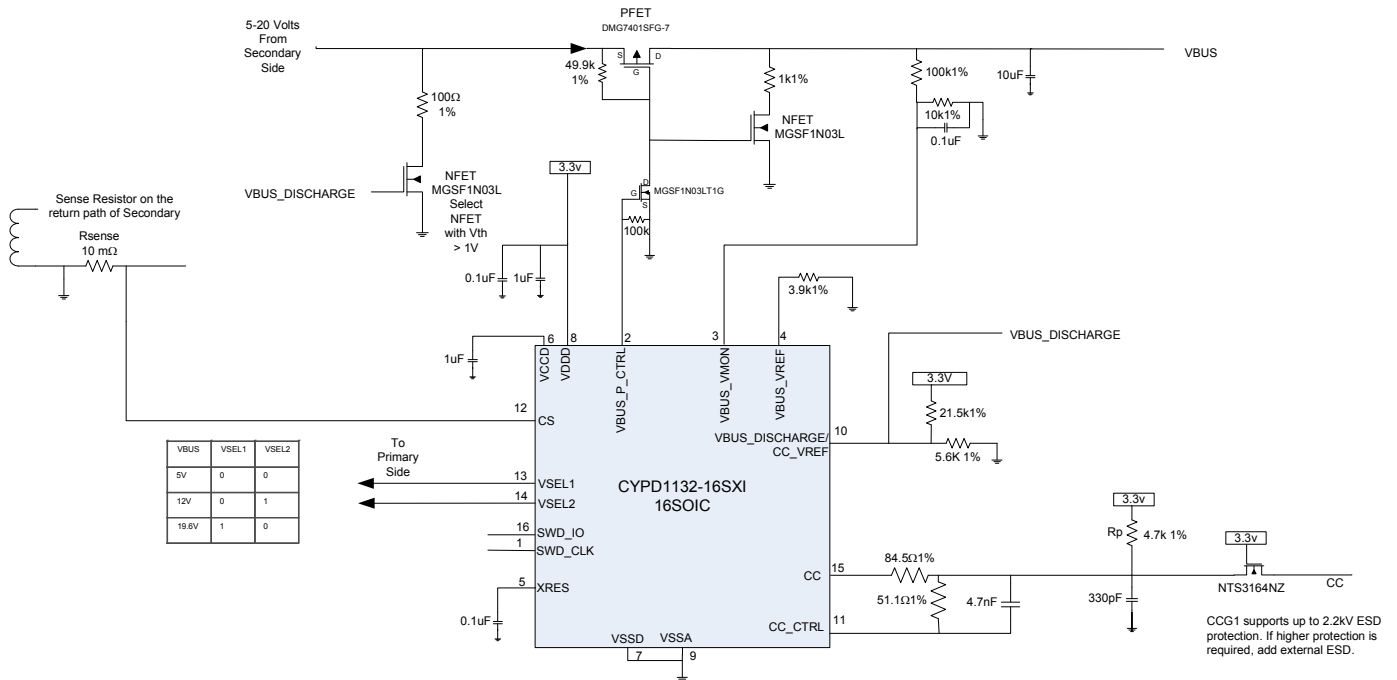 5-20 Volts
From
Secondary
Side
PFET
DMG7401SFG-7
S
D
G
VBUS
49.9k
1%
1k1%
100k1%
10uF
100Ω
1%
10k1%
0.1uF
NFET
MGSF1N03L
VBUS_DISCHARGE
NFET
MGSF1N03L
Select
NFET
with Vth
> 1V
3.3v
D
G
S
MGSF1N03LT1G
100k
Sense Resistor on the
return path of Secondary
Rsense
10 mΩ
0.1uF
1uF
3.9k1%
1uF
6
8
2
3
4
VCCD
VDDD
VBUS_P_CTRL
VBUS_VMON
VBUS_VREF
VBUS_DISCHARGE
3.3V
21.5k1%
5.6K 1%
12
CS
VBUS_DISCHARGE/
CC_VREF
10
VBUS VSEL1 VSEL2
5V 0 0
12V 0 1
19.6V 1 0
To
Primary
Side
13
VSEL1
14
VSEL2
CYPD1132-16SXI
16SOIC
16
SWD_IO
1
SWD_CLK
5
XRES
0.1uF
3.3v
Rp
4.7k 1%
3.3v
CC
15
84.5Ω1%
51.1Ω1%
4.7nF
330pF
NTS3164NZ
CC
CC_CTRL
11
VSSD
VSSA
7
9
CCG1 supports up to 2.2kV ESD
protection. If higher protection is
required, add external ESD.